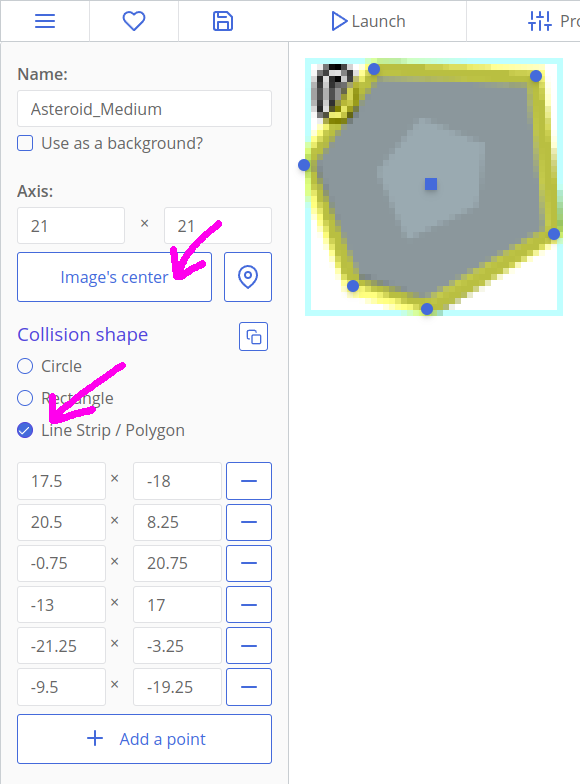 Launch
Pro
Name:
Asteroid_Medium
Use as a background?
Axis:
21 × 21
Image's center
Collision shape
Circle
Rectangle
Line Strip / Polygon
17.5 × -18
20.5 × 8.25
-0.75 × 20.75
-13 × 17
-21.25 × -3.25
-9.5 × -19.25
Add a point